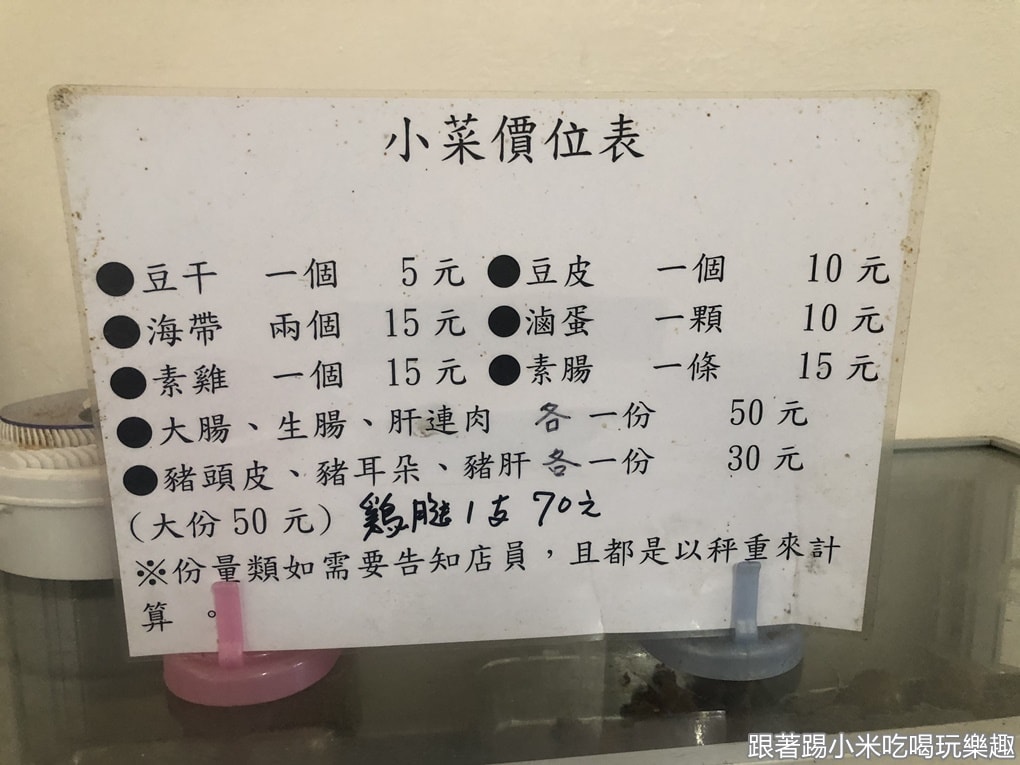 小菜價位表
●豆干 一個 5元 ●豆皮 一個 10元
●海帶 兩個 15元 ●滷蛋 一顆 10元
●素雞 一個 15元 ●素腸 一條 15元
●大腸、生腸、肝連肉 各一份 50元
●豬頭皮、豬耳朵、豬肝各一份 30元
(大份50元) 雞腿1支 70元
※份量類如需要告知店員，且都是以秤重來計
算。
跟著踢小米吃喝玩樂趣